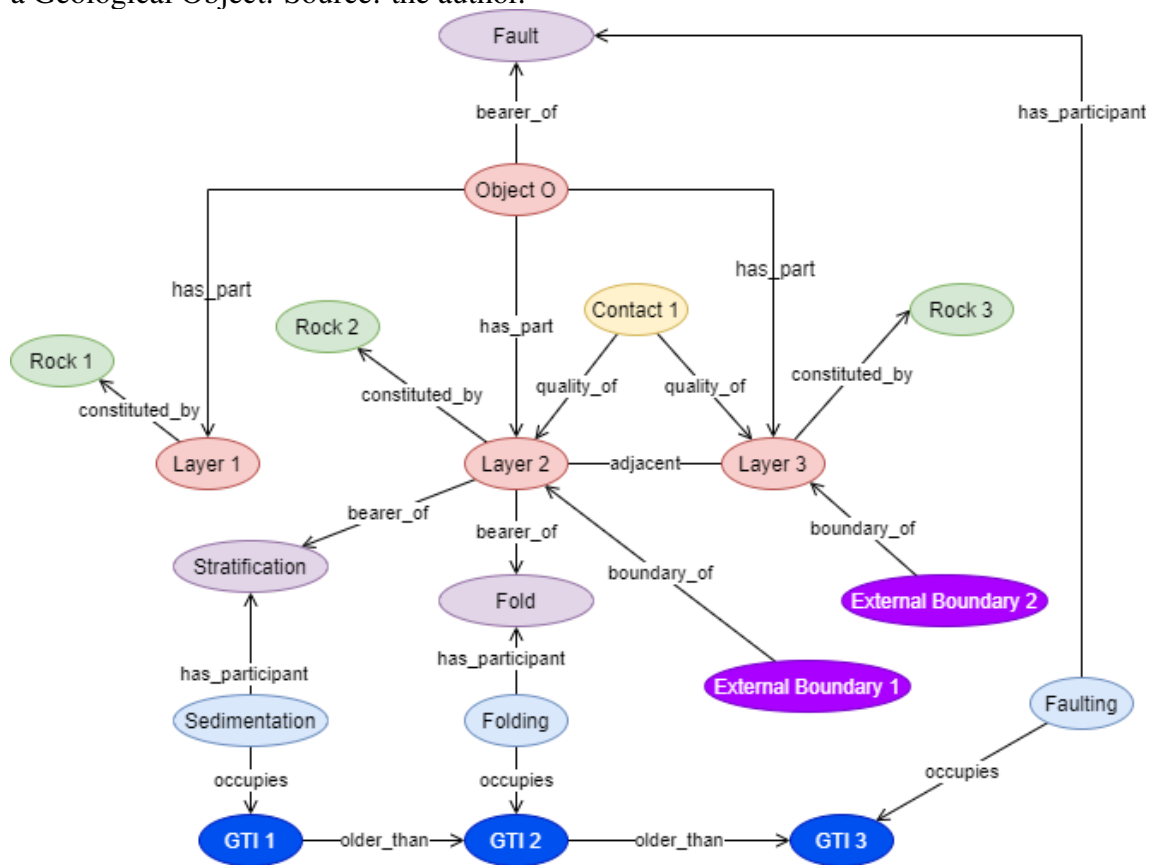 a Geological Object. Source: the author.
Fault
bearer_of
has_participant
Object O
has_part
has_part
has_part
Contact 1
Rock 2
Rock 3
Rock 1
constituted_by
constituted_by
quality_of
quality_of
constituted_by
Layer 1
Layer 2
adjacent
Layer 3
bearer_of
bearer_of
boundary_of
boundary_of
Stratification
Fold
External Boundary 2
has_participant
has_participant
External Boundary 1
Sedimentation
Folding
Faulting
occupies
occupies
occupies
GTI 1
older_than
GTI 2
older_than
GTI 3